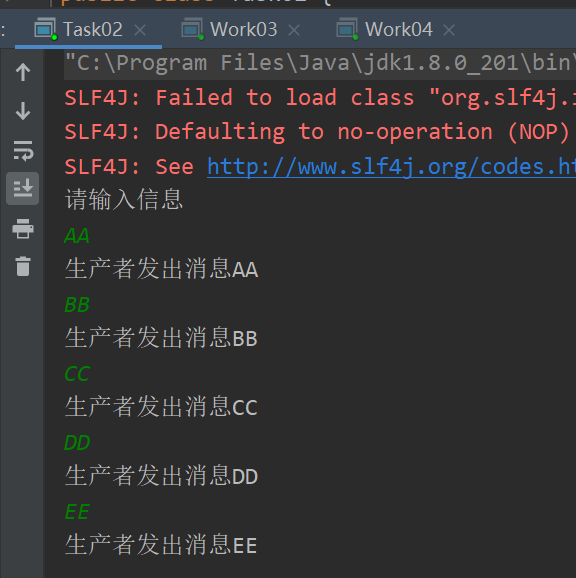 public class Task02 {
: Task02 × Work03 × Work04 ×
"C:\Program Files\Java\jdk1.8.0_201\bin\
SLF4J: Failed to load class "org.slf4j.i
SLF4J: Defaulting to no-operation (NOP)
SLF4J: See http://www.slf4j.org/codes.ht
请输入信息
AA
生产者发出消息AA
BB
生产者发出消息BB
CC
生产者发出消息CC
DD
生产者发出消息DD
EE
生产者发出消息EE